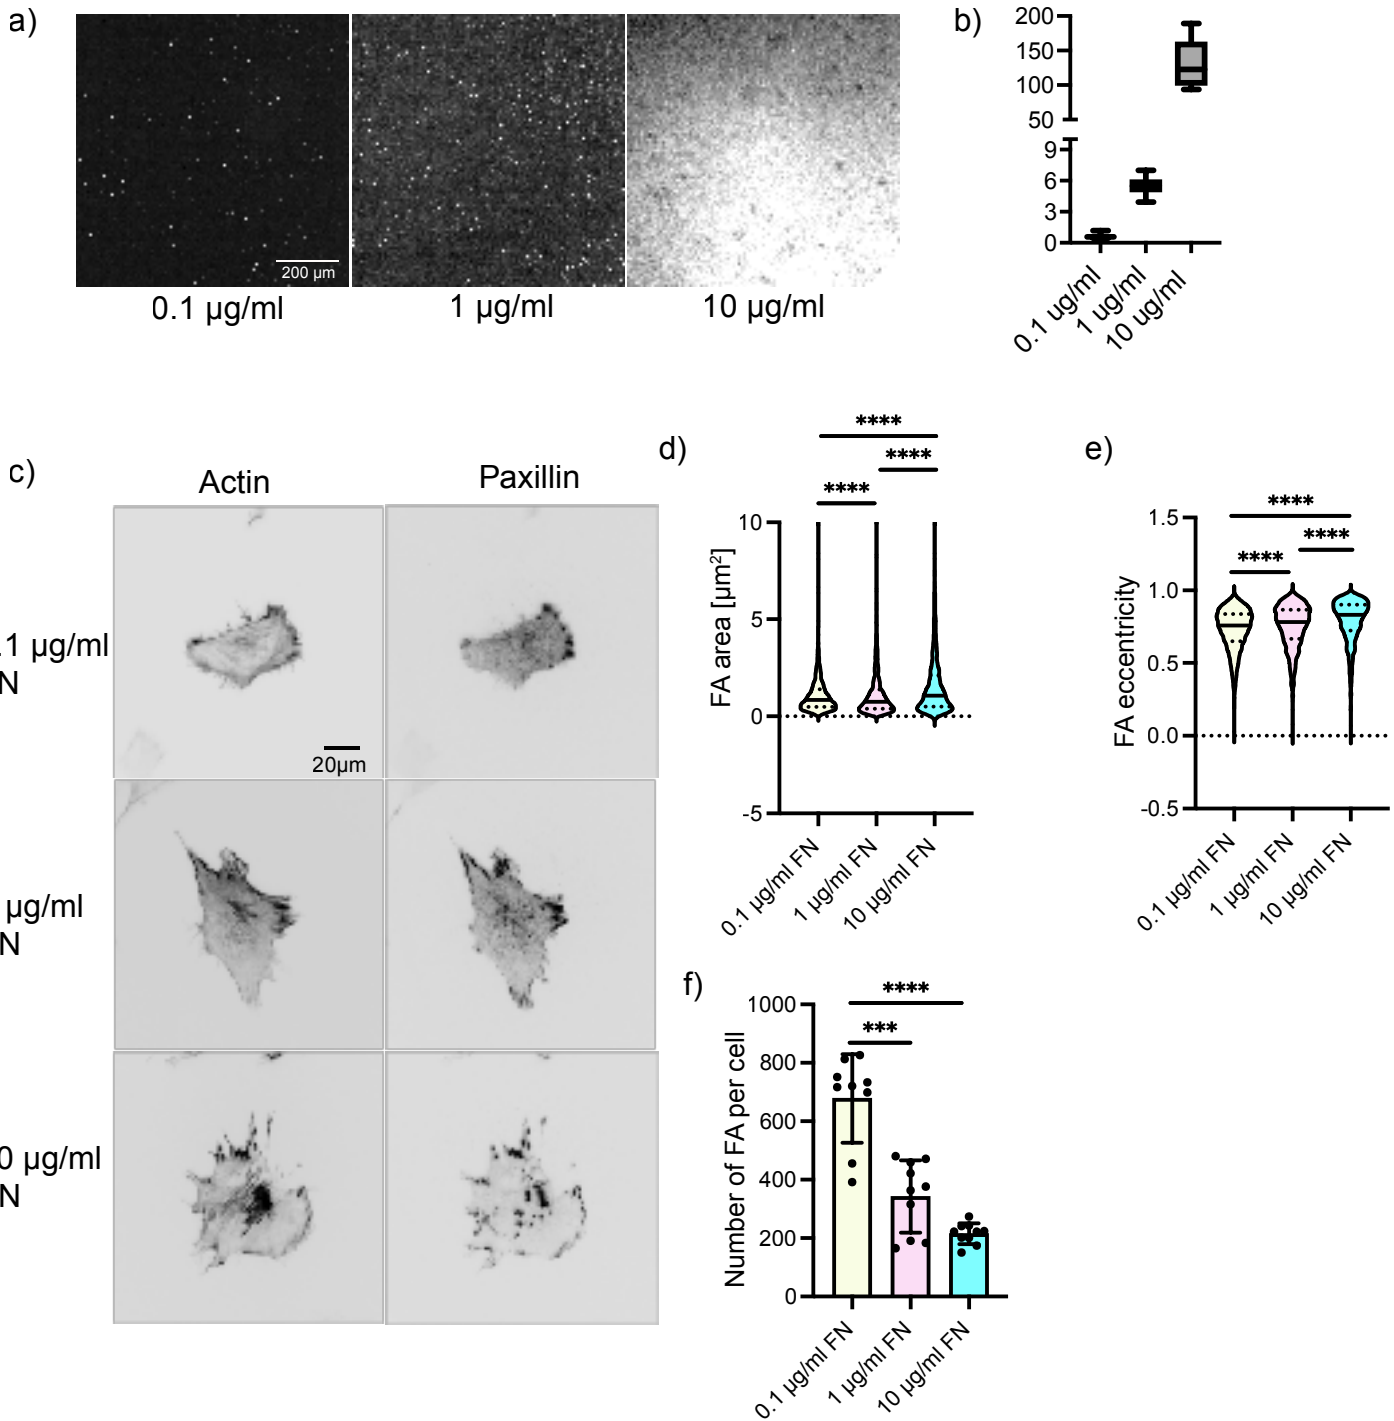 a)
200 µm
0.1 µg/ml
1 µg/ml
10 µg/ml
b)
200
150
100
50
9
6
3
0
0.1 ug/ml
1 ug/ml
10 ug/ml
c)
Actin
Paxillin
.1 µg/ml
N
20µm
µg/ml
N
0 µg/ml
N
d)
****
****
****
FA area [µm²]
10
5
0
-5
0.1 µg/ml FN
1 µg/ml FN
10 µg/ml FN
e)
****
****
****
FA eccentricity
1.5
1.0
0.5
0.0
-0.5
0.1 µg/ml FN
1 µg/ml FN
10 µg/ml FN
f)
****
***
Number of FA per cell
1000
800
600
400
200
0
0.1 µg/ml FN
1 µg/ml FN
10 µg/ml FN